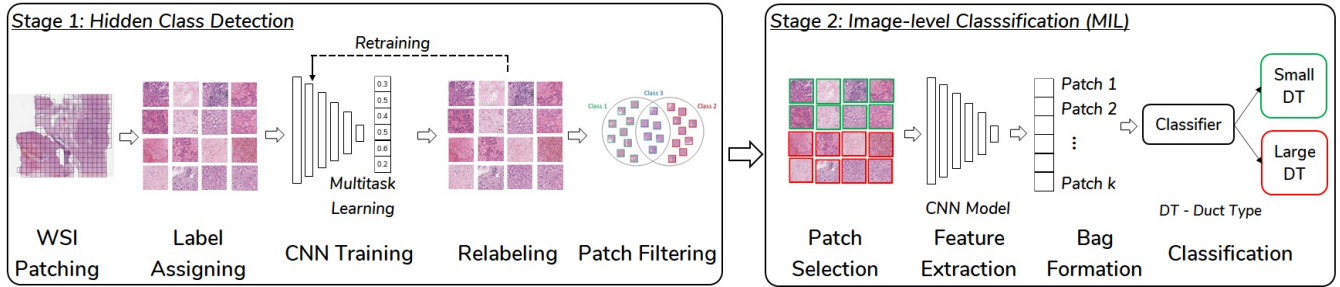 Stage 1: Hidden Class Detection
Retraining
0.3
0.5
0.4
0.5
0.6
0.2
Multitask
Learning
Class 1
Class 3
Class 2
WSI
Patching
Label
Assigning
CNN Training
Relabeling
Patch Filtering
Stage 2: Image-level Classsification (MIL)
Patch 1
Patch 2
...
Patch k
Classifier
Small
DT
Large
DT
CNN Model
DT - Duct Type
Patch
Selection
Feature
Extraction
Bag
Formation
Classification